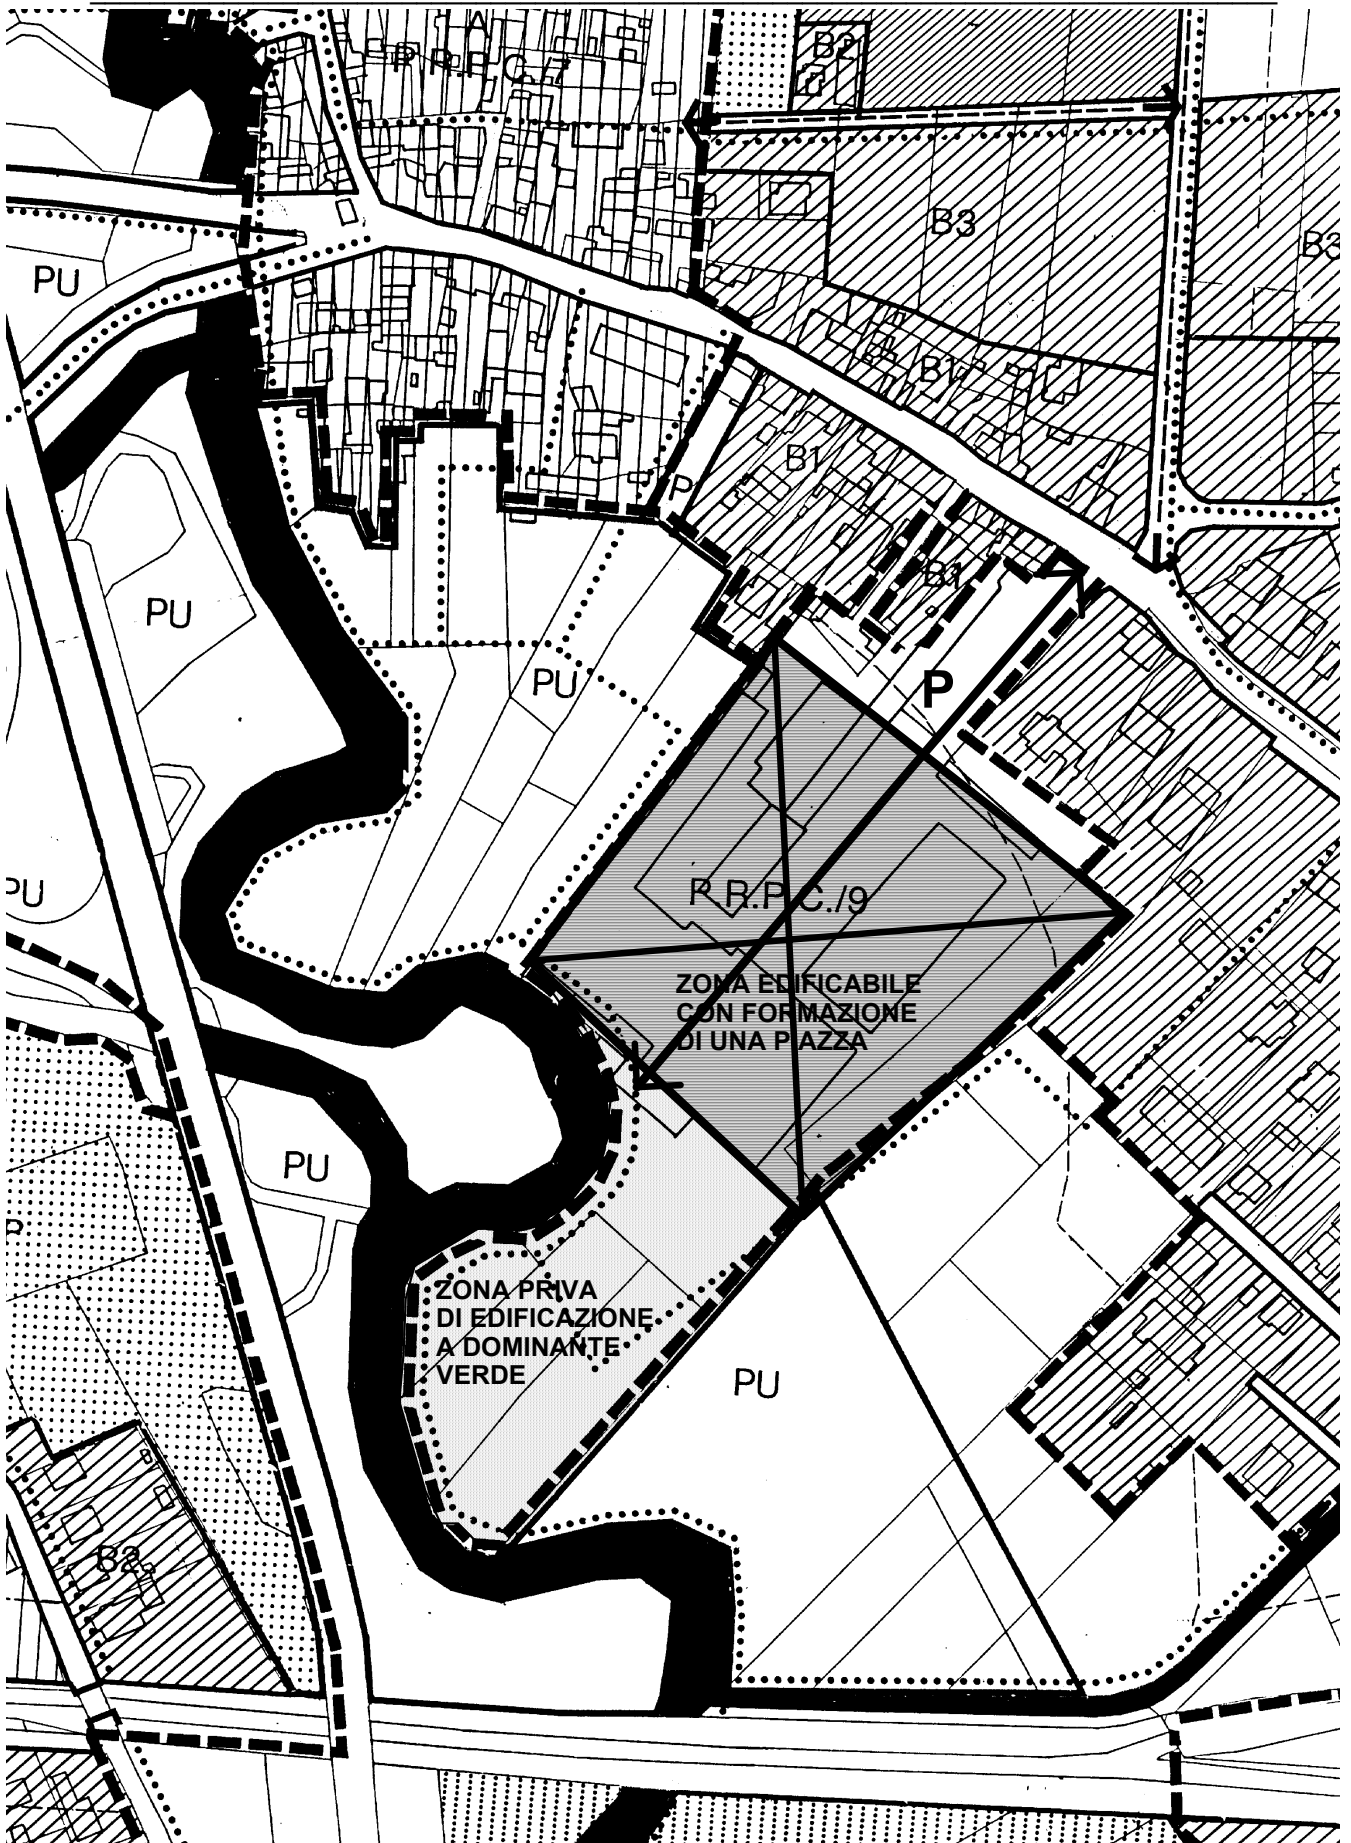 A
P.R.P.C./7
B2
B3
B3
PU
B1
B1
P
B1
PU
PU
P
PU
P.R.P.C./9
ZONA EDIFICABILE
CON FORMAZIONE
DI UNA PIAZZA
PU
P
ZONA PRIVA
DI EDIFICAZIONE
A DOMINANTE
VERDE
PU
B2